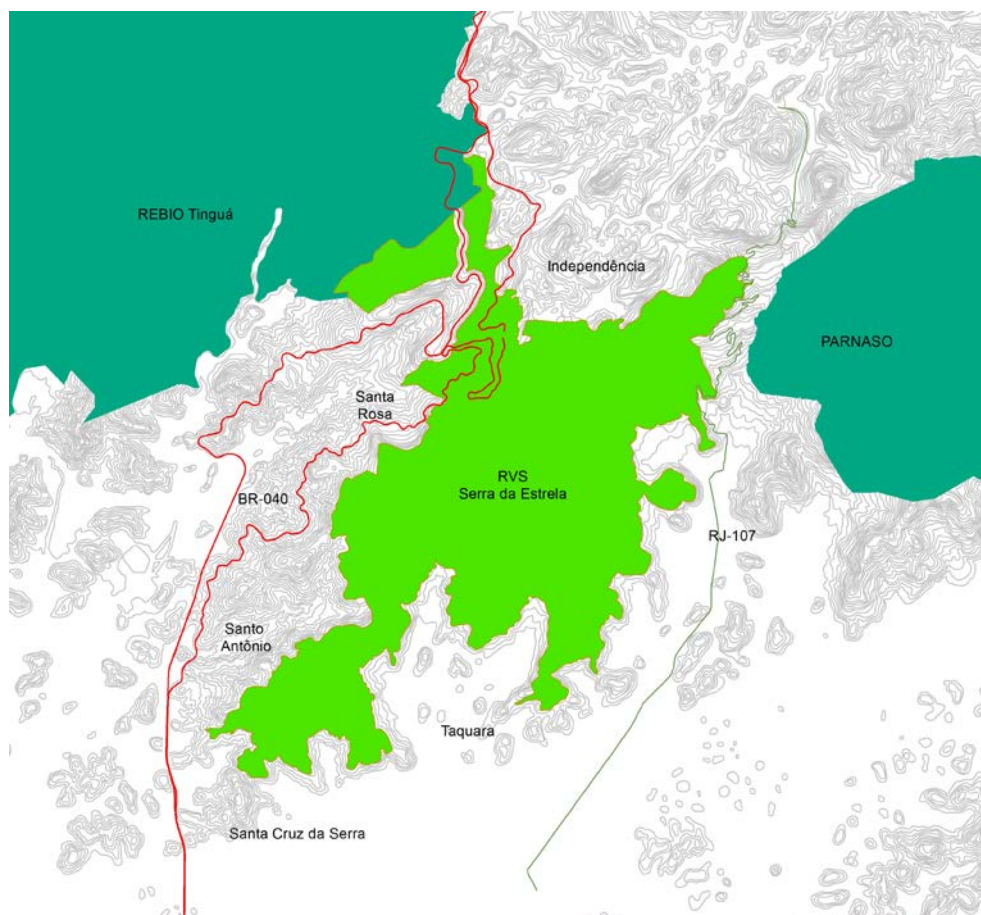 REBIO Tinguá
Independência
PARNASO
Santa
Rosa
RVS
Serra da Estrela
BR-040
RJ-107
Santo
Antônio
Taquara
Santa Cruz da Serra